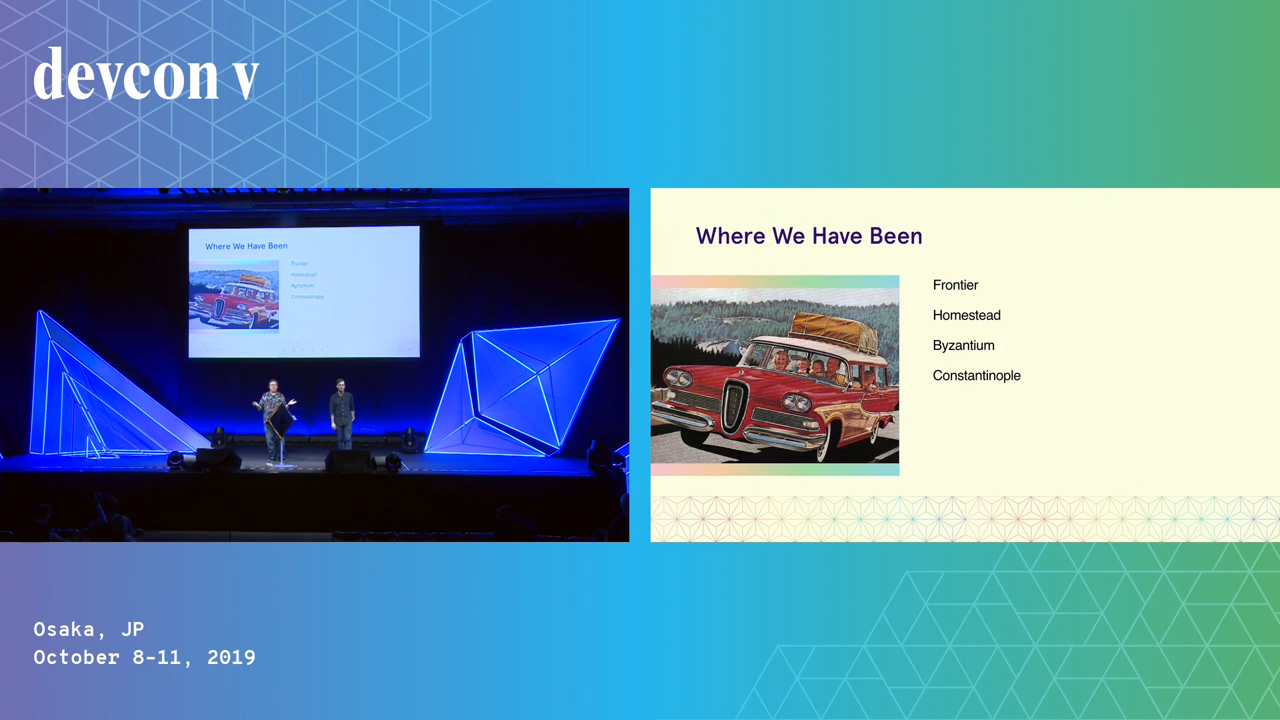 devcon v
Where We Have Been
Frontier
Homestead
Byzantium
Constantinople
Where We Have Been
Frontier
Homestead
Byzantium
Constantinople
Osaka, JP
October 8-11, 2019